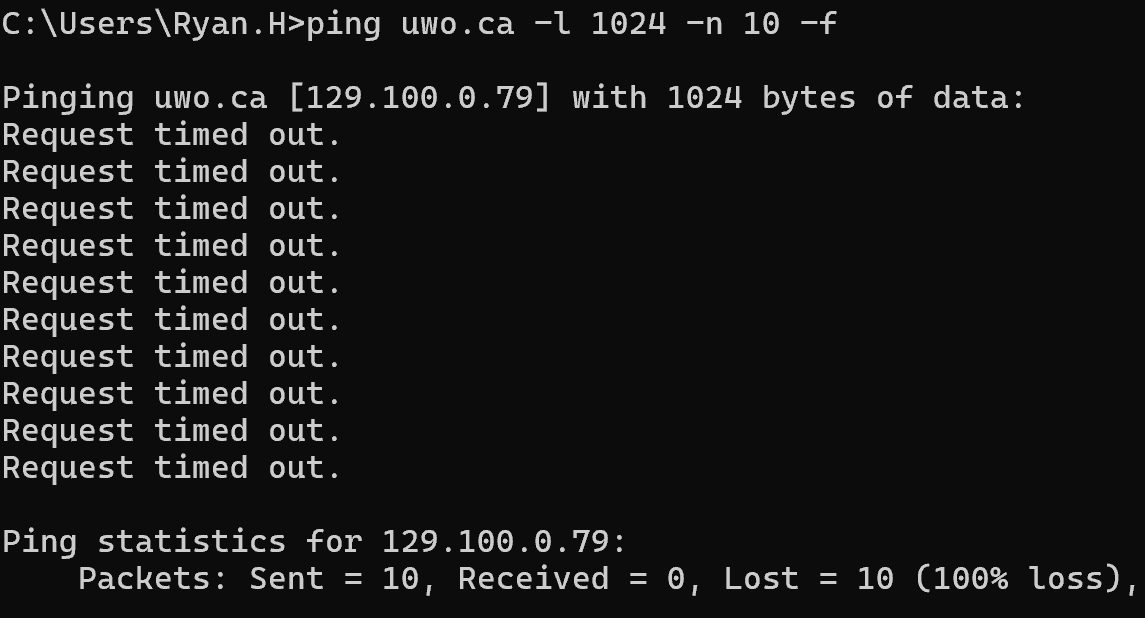 C:\Users\Ryan.H>ping uwo.ca -l 1024 -n 10 -f
Pinging uwo.ca [129.100.0.79] with 1024 bytes of data:
Request timed out.
Request timed out.
Request timed out.
Request timed out.
Request timed out.
Request timed out.
Request timed out.
Request timed out.
Request timed out.
Request timed out.
Ping statistics for 129.100.0.79:
    Packets: Sent = 10, Received = 0, Lost = 10 (100% loss),